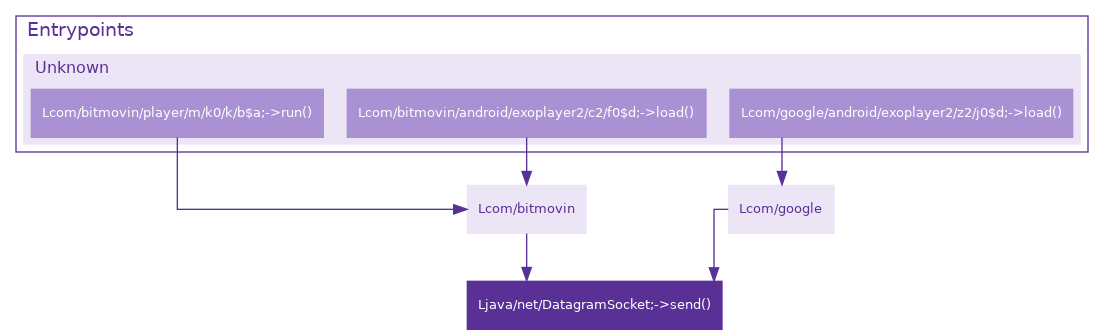 Entrypoints
Unknown
Lcom/bitmovin/player/m/k0/k/b$a;->run()
Lcom/bitmovin/android/exoplayer2/c2/f0$d;->load()
Lcom/google/android/exoplayer2/z2/j0$d;->load()
Lcom/bitmovin
Lcom/google
Ljava/net/DatagramSocket;->send()